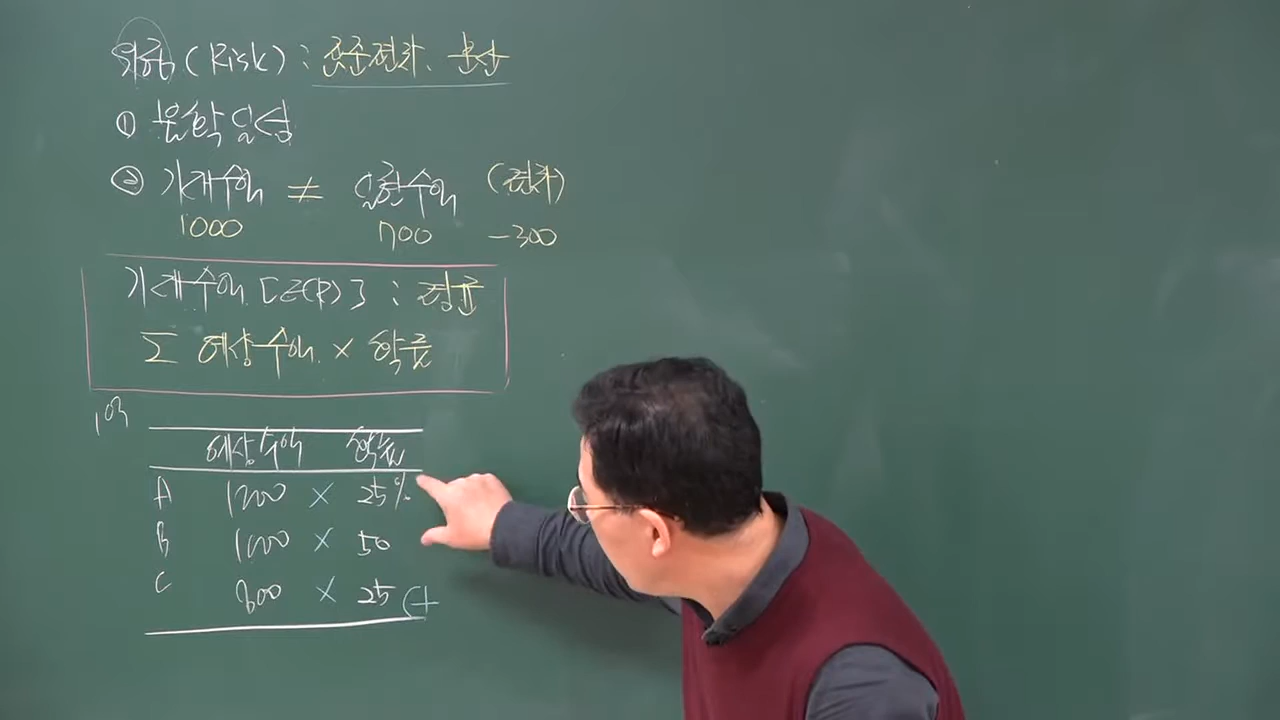 위험(Risk) : 표준편차, 분산
① 불확실성
② 기대수익 ≠ 실현수익 (편차)
1000 700 -300
기대수익 [E(R)] : 평균
Σ 예상수익 × 확률
예상수익 확률
A 1200 × 25%
B 1000 × 50
C 800 × 25 (+